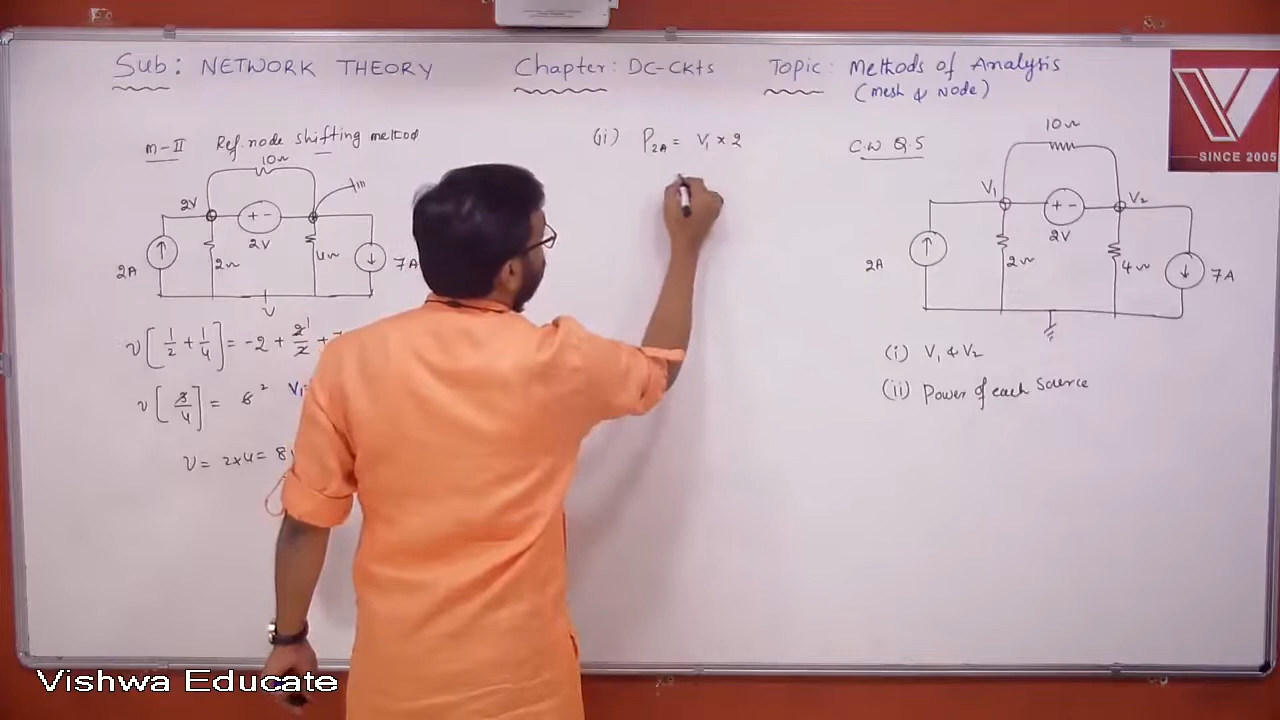 Sub: NETWORK THEORY Chapter: DC-Ckts Topic: Methods of Analysis
(Mesh & Node)
M-II Ref. node shifting method
10Ω
2V
+ -
2V
2A
2Ω
4Ω
7A
V
V [ 1/2 + 1/4 ] = -2 + 2/2 +
V [ 3/4 ] = 6
V = 2x4 = 8
(ii) P2A = V1 x 2
C.W Q.5
10Ω
V1
V2
+ -
2V
2A
2Ω
4Ω
7A
(i) V1 & V2
(ii) Power of each Source
V
SINCE 2005
Vishwa Educate